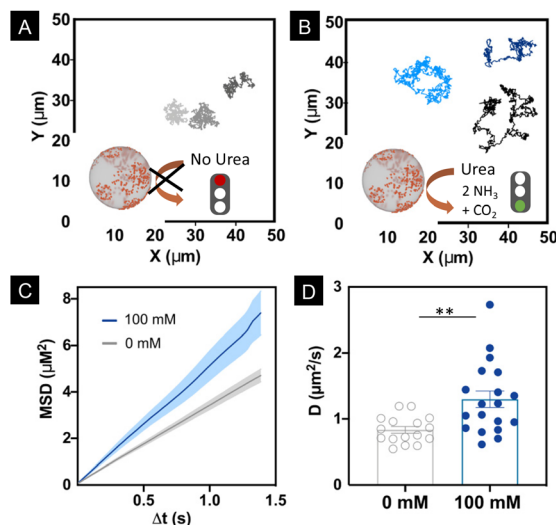 A
50
40
30
20
10
0
Y (μm)
No Urea
10 20 30 40 50
X (μm)
B
50
40
30
20
10
0
Y (μm)
Urea
2 NH₃
+ CO₂
10 20 30 40 50
X (μm)
C
8
6
4
2
0
MSD (μM²)
100 mM
0 mM
0.5 1.0 1.5
Δt (s)
D
3
2
1
0
D (μm²/s)
**
0 mM 100 mM